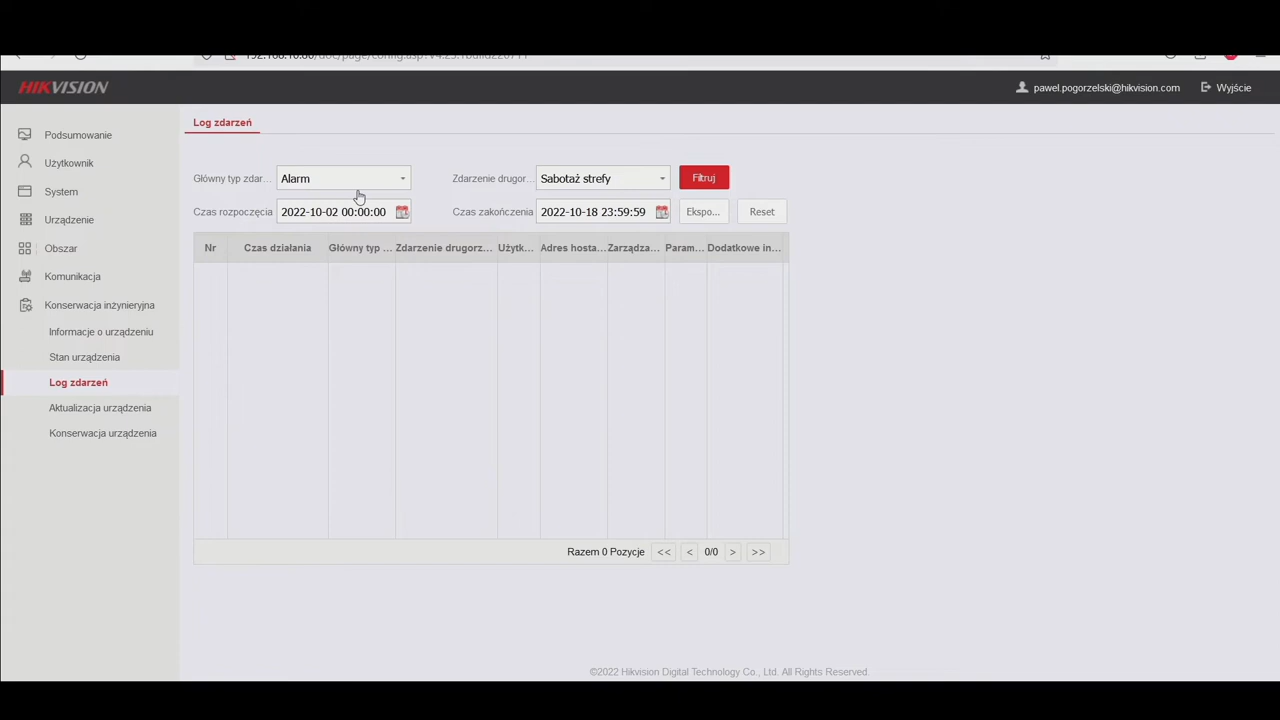 HIKVISION
pawel.pogorzelski@hikvision.com
Wyjście
Podsumowanie
Użytkownik
System
Urządzenie
Obszar
Komunikacja
Konserwacja inżynieryjna
Informacje o urządzeniu
Stan urządzenia
Log zdarzeń
Aktualizacja urządzenia
Konserwacja urządzenia
Log zdarzeń
Główny typ zdar... Alarm Zdarzenie drugor... Sabotaż strefy Filtruj
Czas rozpoczęcia 2022-10-02 00:00:00 Czas zakończenia 2022-10-18 23:59:59 Ekspo... Reset
Nr Czas działania Główny typ ... Zdarzenie drugorz... Użytk... Adres hosta... Zarządza... Param... Dodatkowe in...
Razem 0 Pozycje << < 0/0 > >>
©2022 Hikvision Digital Technology Co., Ltd. All Rights Reserved.